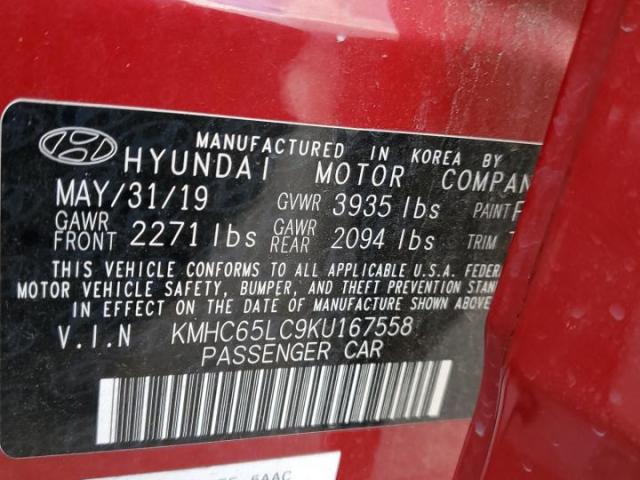 MANUFACTURED IN KOREA BY
HYUNDAI MOTOR COMPAN
MAY/31/19 GVWR 3935 lbs PAINT
GAWR FRONT 2271 lbs GAWR REAR 2094 lbs TRIM
THIS VEHICLE CONFORMS TO ALL APPLICABLE U.S.A. FEDER
MOTOR VEHICLE SAFETY, BUMPER, AND THEFT PREVENTION STAN
IN EFFECT ON THE DATE OF MANUFACTURE SHOWN ABOVE.
V.I.N KMHC65LC9KU167558
PASSENGER CAR
5AAC